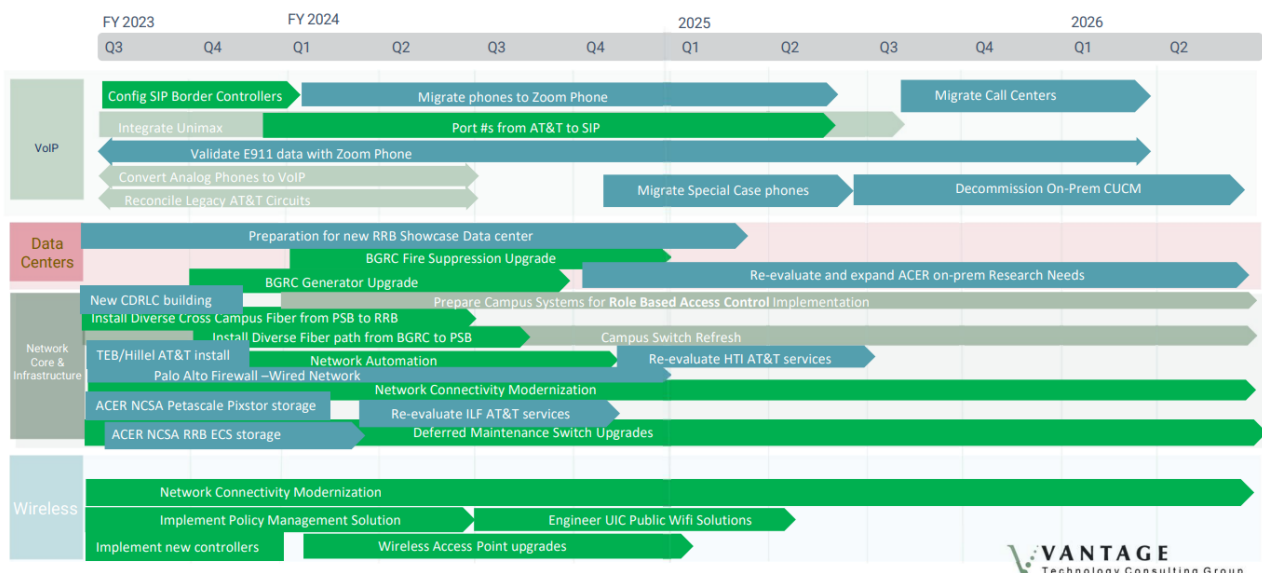 FY 2023
FY 2024
2025
2026
Q3 Q4 Q1 Q2 Q3 Q4 Q1 Q2 Q3 Q4 Q1 Q2
VoIP
Config SIP Border Controllers
Migrate phones to Zoom Phone
Migrate Call Centers
Integrate Unimax
Port #s from AT&T to SIP
Validate E911 data with Zoom Phone
Convert Analog Phones to VoIP
Migrate Special Case phones
Decommission On-Prem CUCM
Reconcile Legacy AT&T Circuits
Data
Centers
Preparation for new RRB Showcase Data center
BGRC Fire Suppression Upgrade
BGRC Generator Upgrade
Re-evaluate and expand ACER on-prem Research Needs
Network
Core &
Infrastructure
New CDRLC building
Prepare Campus Systems for Role Based Access Control Implementation
Install Diverse Cross Campus Fiber from PSB to RRB
Install Diverse Fiber path from BGRC to PSB
Campus Switch Refresh
TEB/Hillel AT&T install
Network Automation
Re-evaluate HTI AT&T services
Palo Alto Firewall –Wired Network
Network Connectivity Modernization
ACER NCSA Petascale Pixstor storage
Re-evaluate ILF AT&T services
ACER NCSA RRB ECS storage
Deferred Maintenance Switch Upgrades
Wireless
Network Connectivity Modernization
Implement Policy Management Solution
Engineer UIC Public Wifi Solutions
Implement new controllers
Wireless Access Point upgrades
VANTAGE
Technology Consulting Group